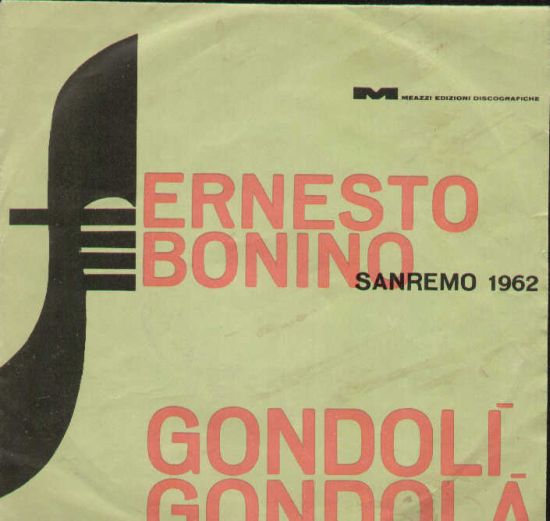 M MEAZZI EDIZIONI DISCOGRAFICHE
ERNESTO
BONINO
SANREMO 1962
GONDOLÌ
GONDOLÀ